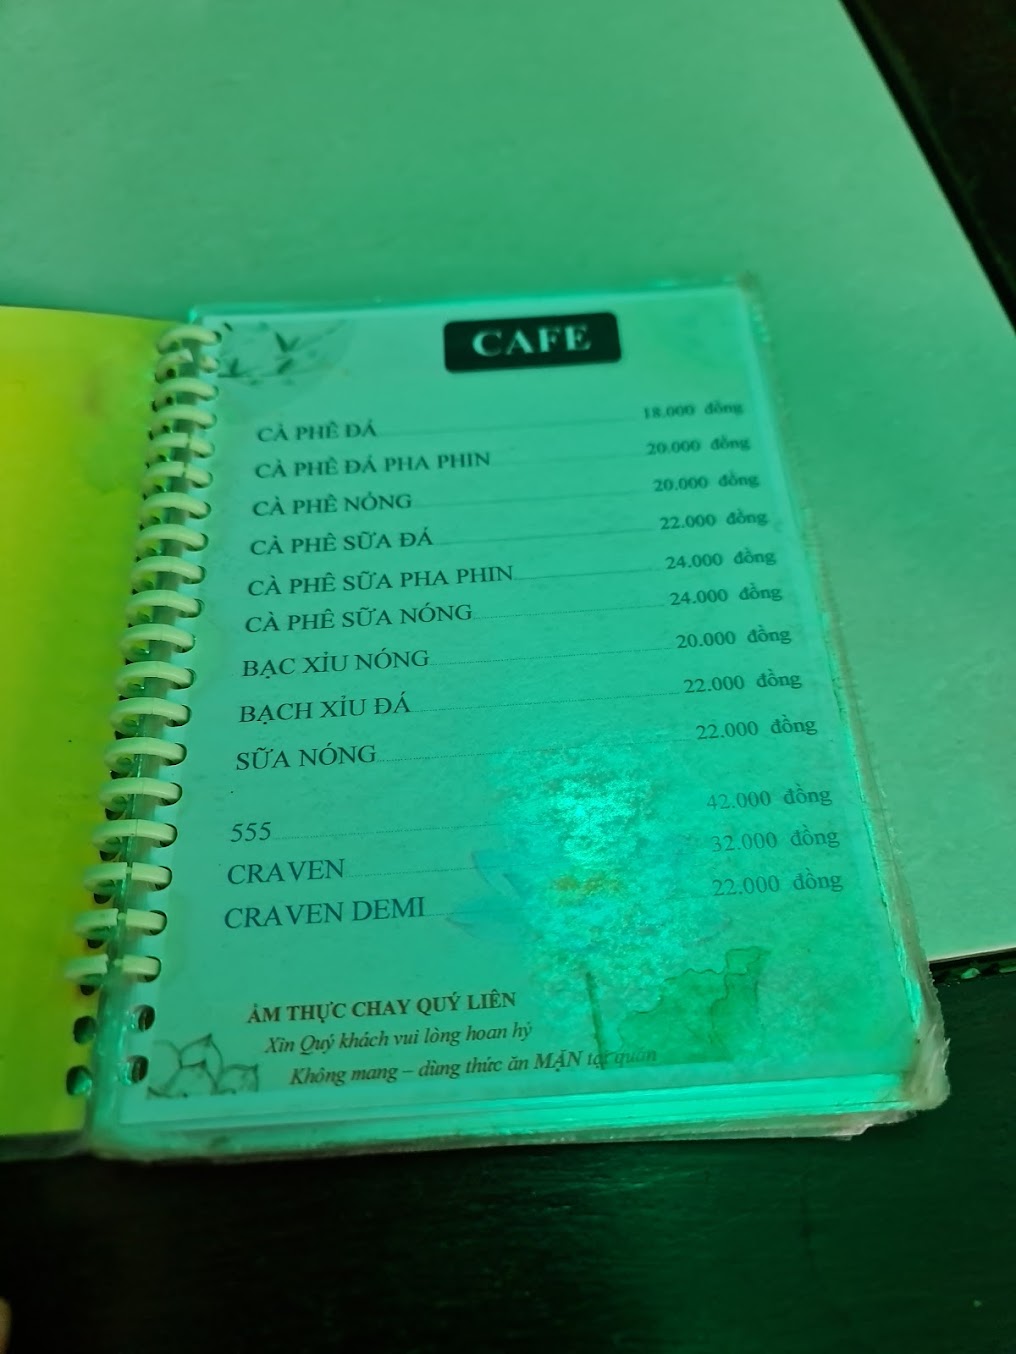 CAFE
CÀ PHÊ ĐÁ 18.000 đồng
CÀ PHÊ ĐÁ PHA PHIN 20.000 đồng
CÀ PHÊ NÓNG 20.000 đồng
CÀ PHÊ SỮA ĐÁ 22.000 đồng
CÀ PHÊ SỮA PHA PHIN 24.000 đồng
CÀ PHÊ SỮA NÓNG 24.000 đồng
BẠC XỈU NÓNG 20.000 đồng
BẠCH XỈU ĐÁ 22.000 đồng
SỮA NÓNG 22.000 đồng
555 42.000 đồng
CRAVEN 32.000 đồng
CRAVEN DEMI 22.000 đồng
ẨM THỰC CHAY QUÝ LIÊN
Xin Quý khách vui lòng hoan hỷ
Không mang – dùng thức ăn MẶN tại quán